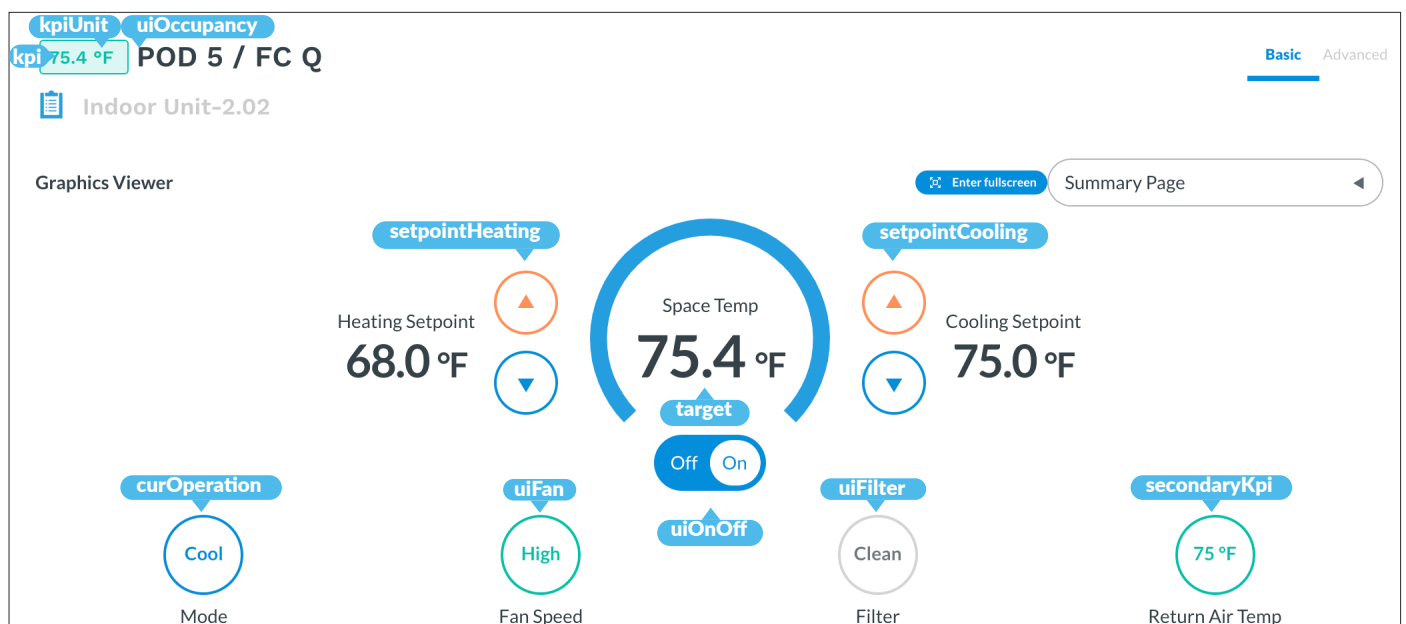 kpiUnit uiOccupancy
kpi 75.4 °F POD 5 / FC Q
Basic Advanced
Indoor Unit-2.02
Graphics Viewer
Enter fullscreen
Summary Page
setpointHeating
setpointCooling
Heating Setpoint
68.0 °F
Space Temp
75.4 °F
Cooling Setpoint
75.0 °F
target
Off On
uiOnOff
curOperation
uiFan
uiFilter
secondaryKpi
Cool
High
Clean
75 °F
Mode
Fan Speed
Filter
Return Air Temp